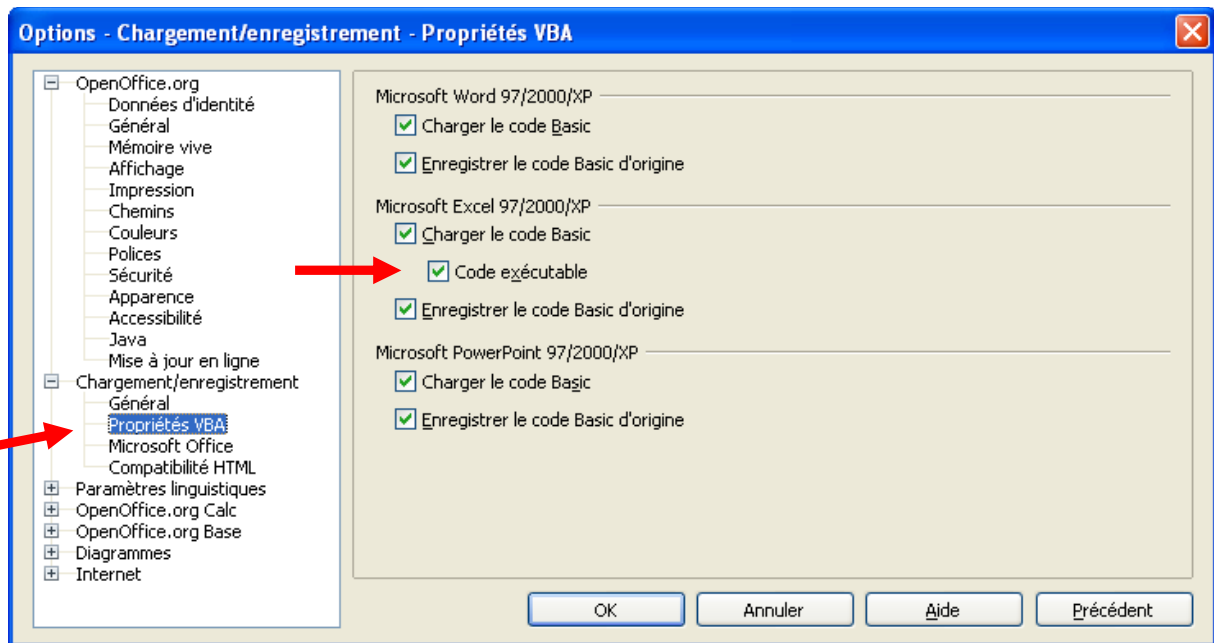 Options - Chargement/enregistrement - Propriétés VBA
OpenOffice.org
Données d'identité
Général
Mémoire vive
Affichage
Impression
Chemins
Couleurs
Polices
Sécurité
Apparence
Accessibilité
Java
Mise à jour en ligne
Chargement/enregistrement
Général
Propriétés VBA
Microsoft Office
Compatibilité HTML
Paramètres linguistiques
OpenOffice.org Calc
OpenOffice.org Base
Diagrammes
Internet
Microsoft Word 97/2000/XP
Charger le code Basic
Enregistrer le code Basic d'origine
Microsoft Excel 97/2000/XP
Charger le code Basic
Code exécutable
Enregistrer le code Basic d'origine
Microsoft PowerPoint 97/2000/XP
Charger le code Basic
Enregistrer le code Basic d'origine
OK
Annuler
Aide
Précédent